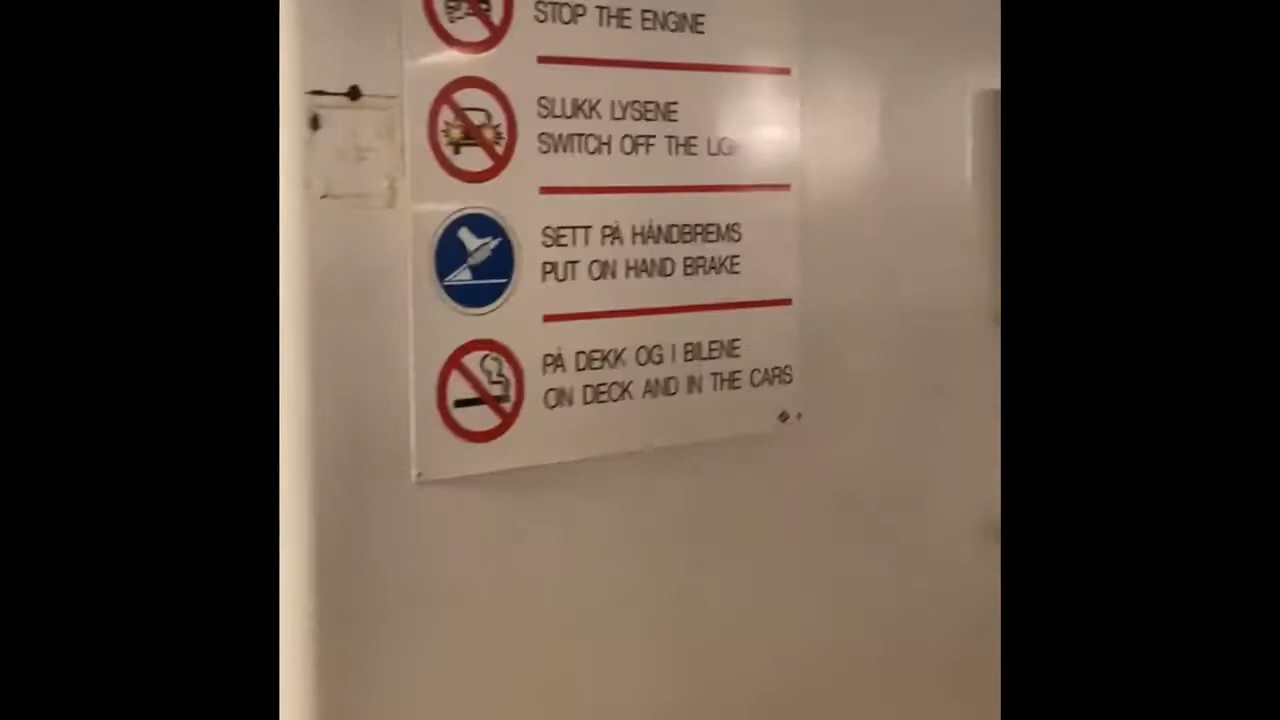 STOP THE ENGINE
SLUKK LYSENE
SWITCH OFF THE
SETT PÅ HÅNDBREMS
PUT ON HAND BRAKE
PÅ DEKK OG I BILENE
ON DECK AND IN THE CARS